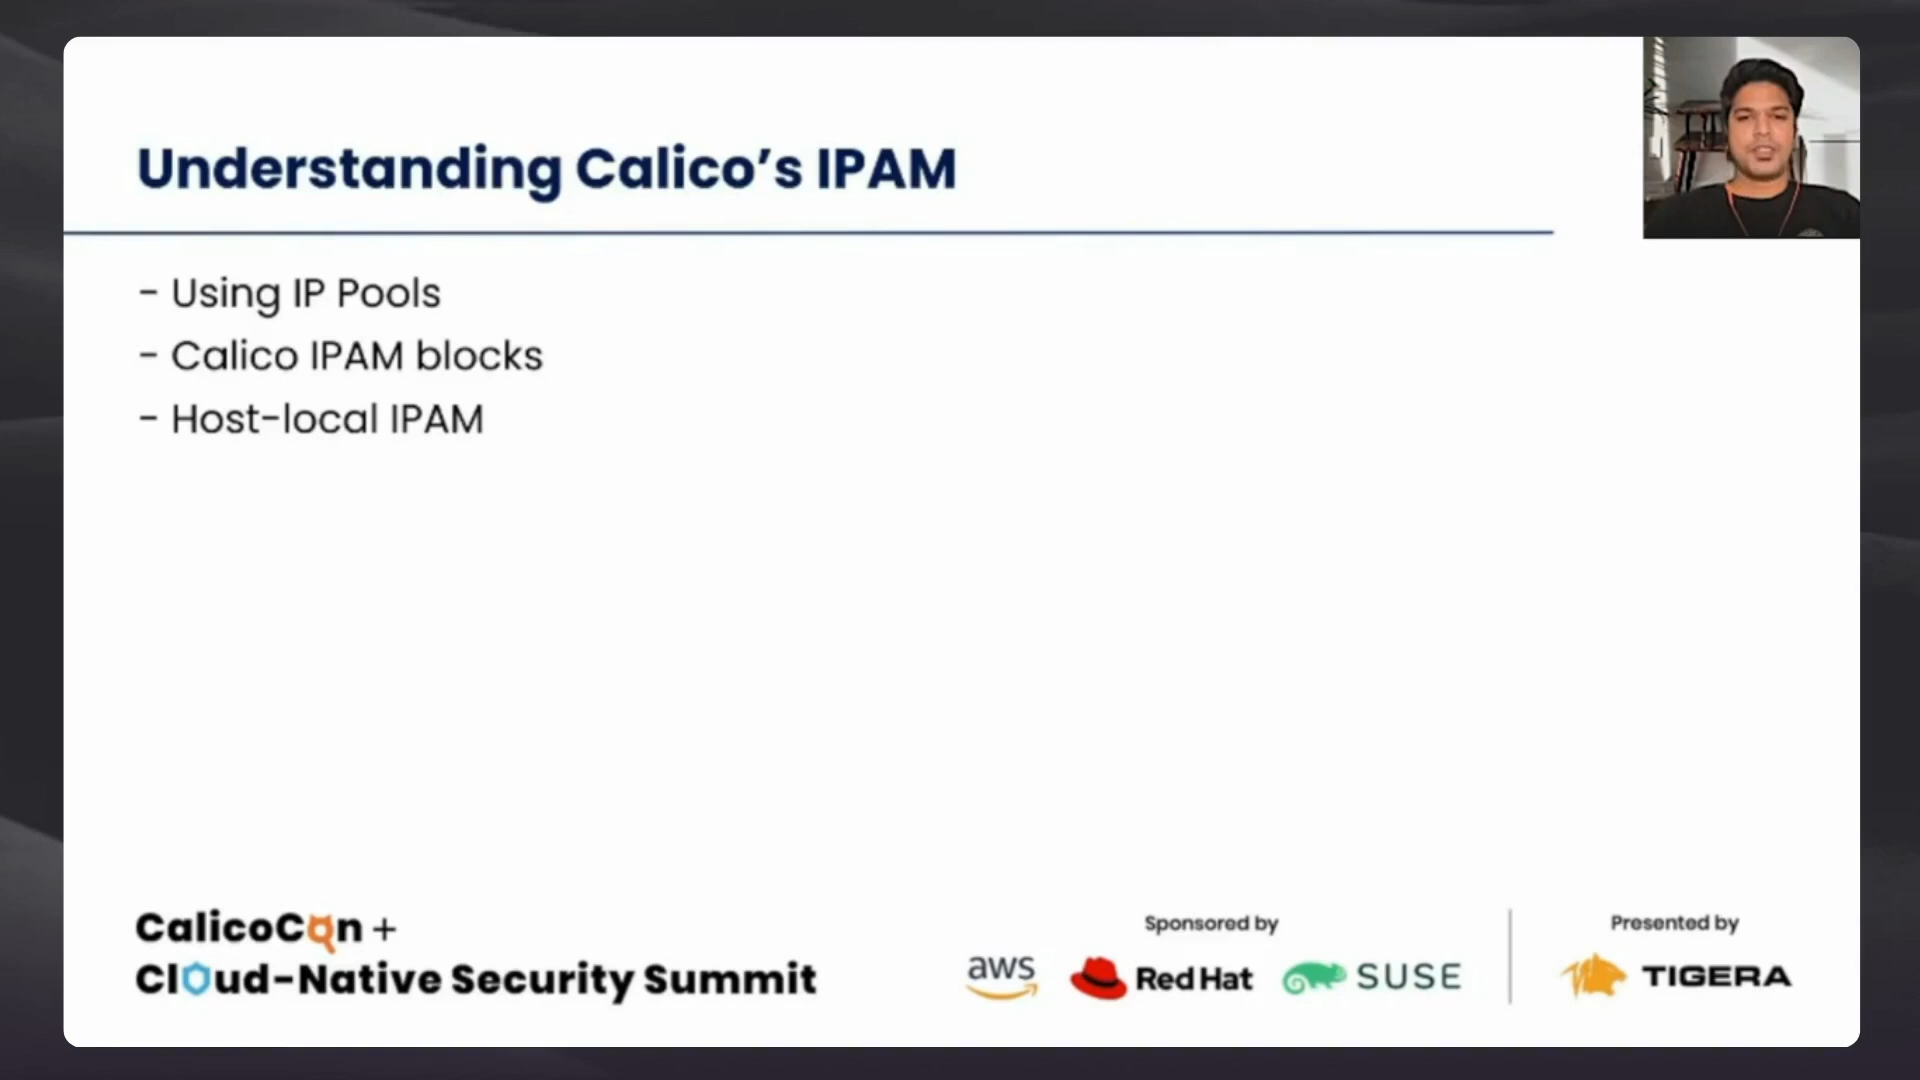 Understanding Calico’s IPAM
- Using IP Pools
- Calico IPAM blocks
- Host-local IPAM
CalicoCon +
Cloud-Native Security Summit
Sponsored by
aws
Red Hat
SUSE
Presented by
TIGERA